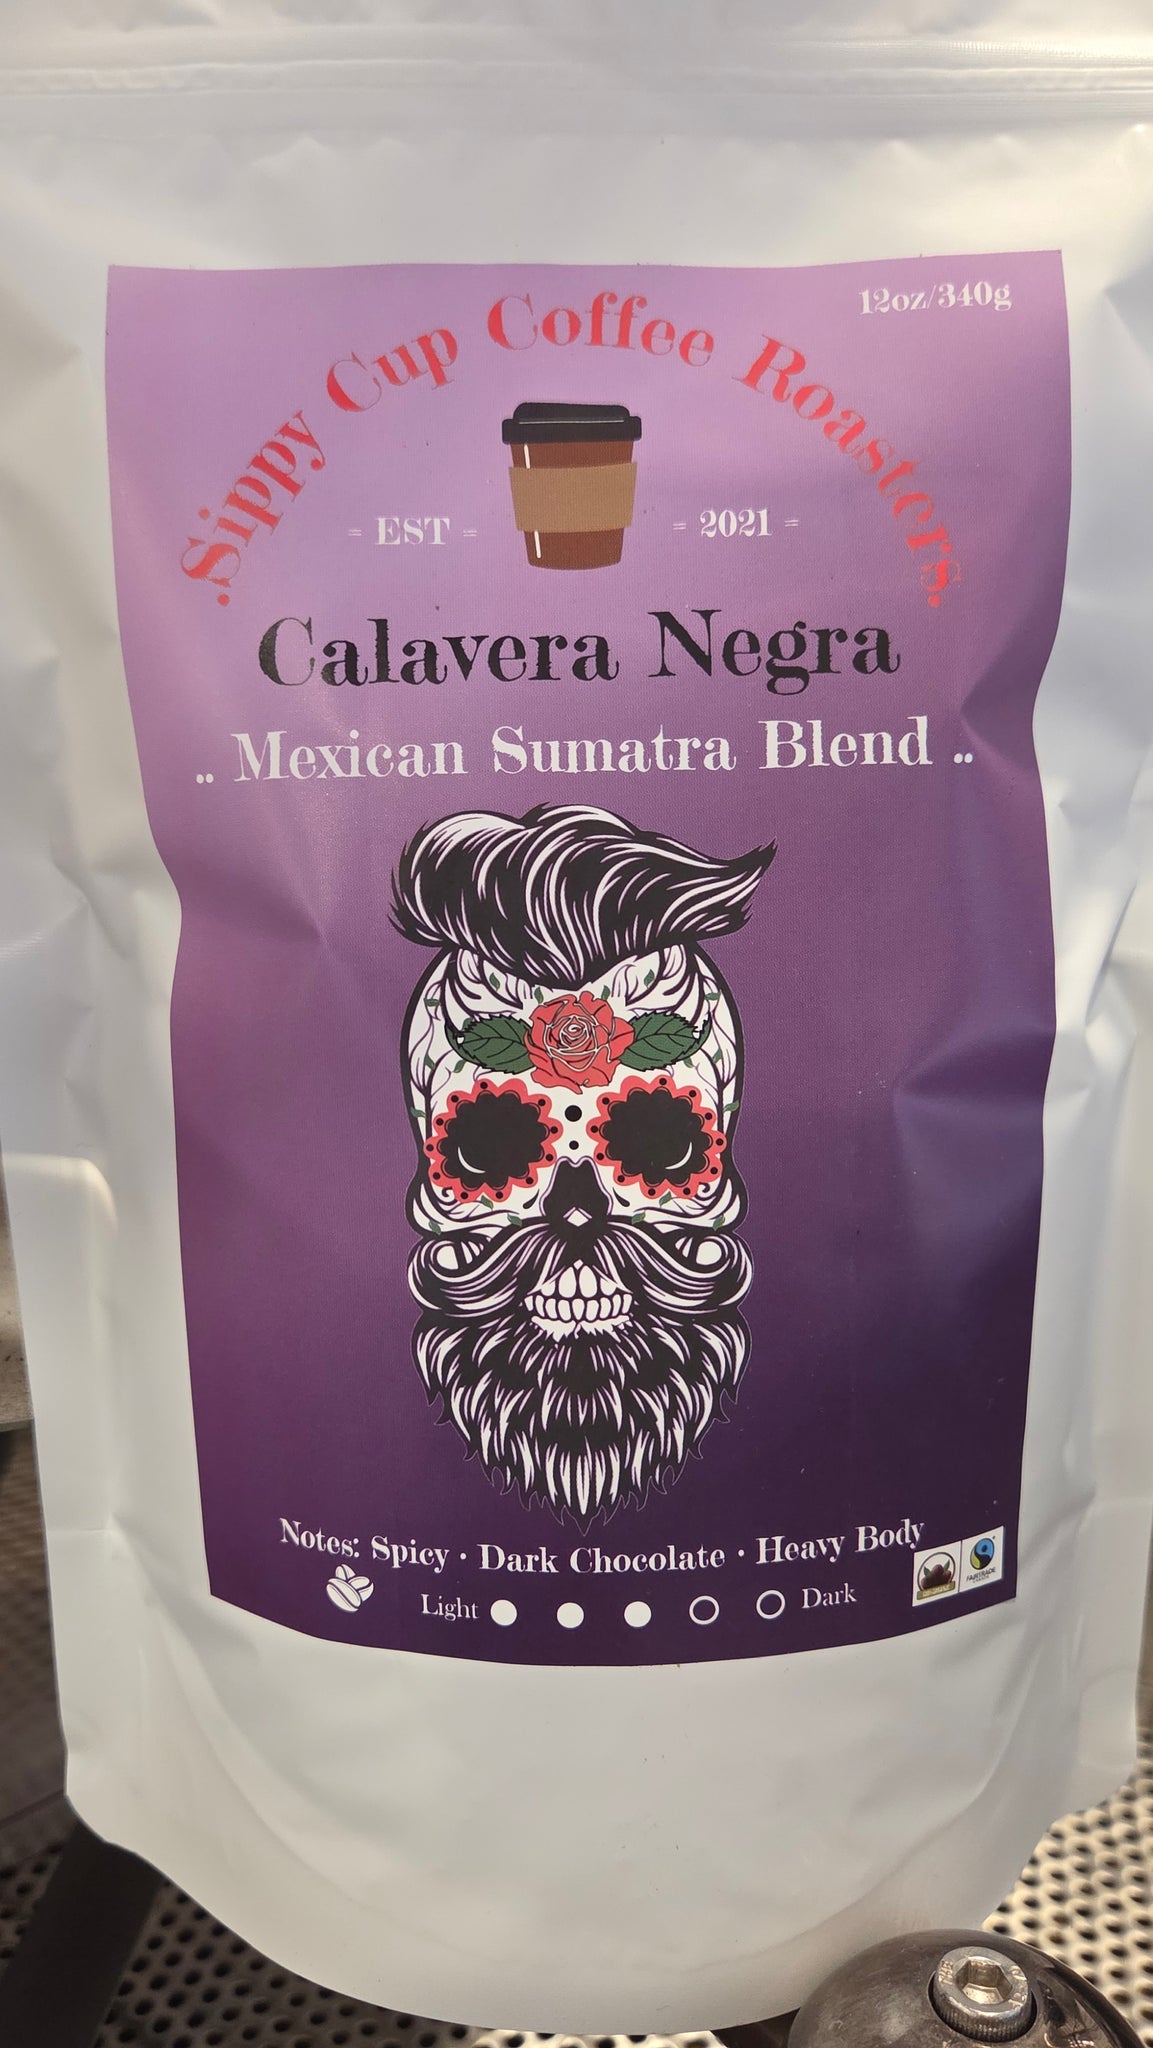 12oz/340g
.Sippy Cup Coffee Roasters.
= EST = = 2021 =
Calavera Negra
.. Mexican Sumatra Blend ..
Notes: Spicy · Dark Chocolate · Heavy Body
Light Dark
FAIRTRADE